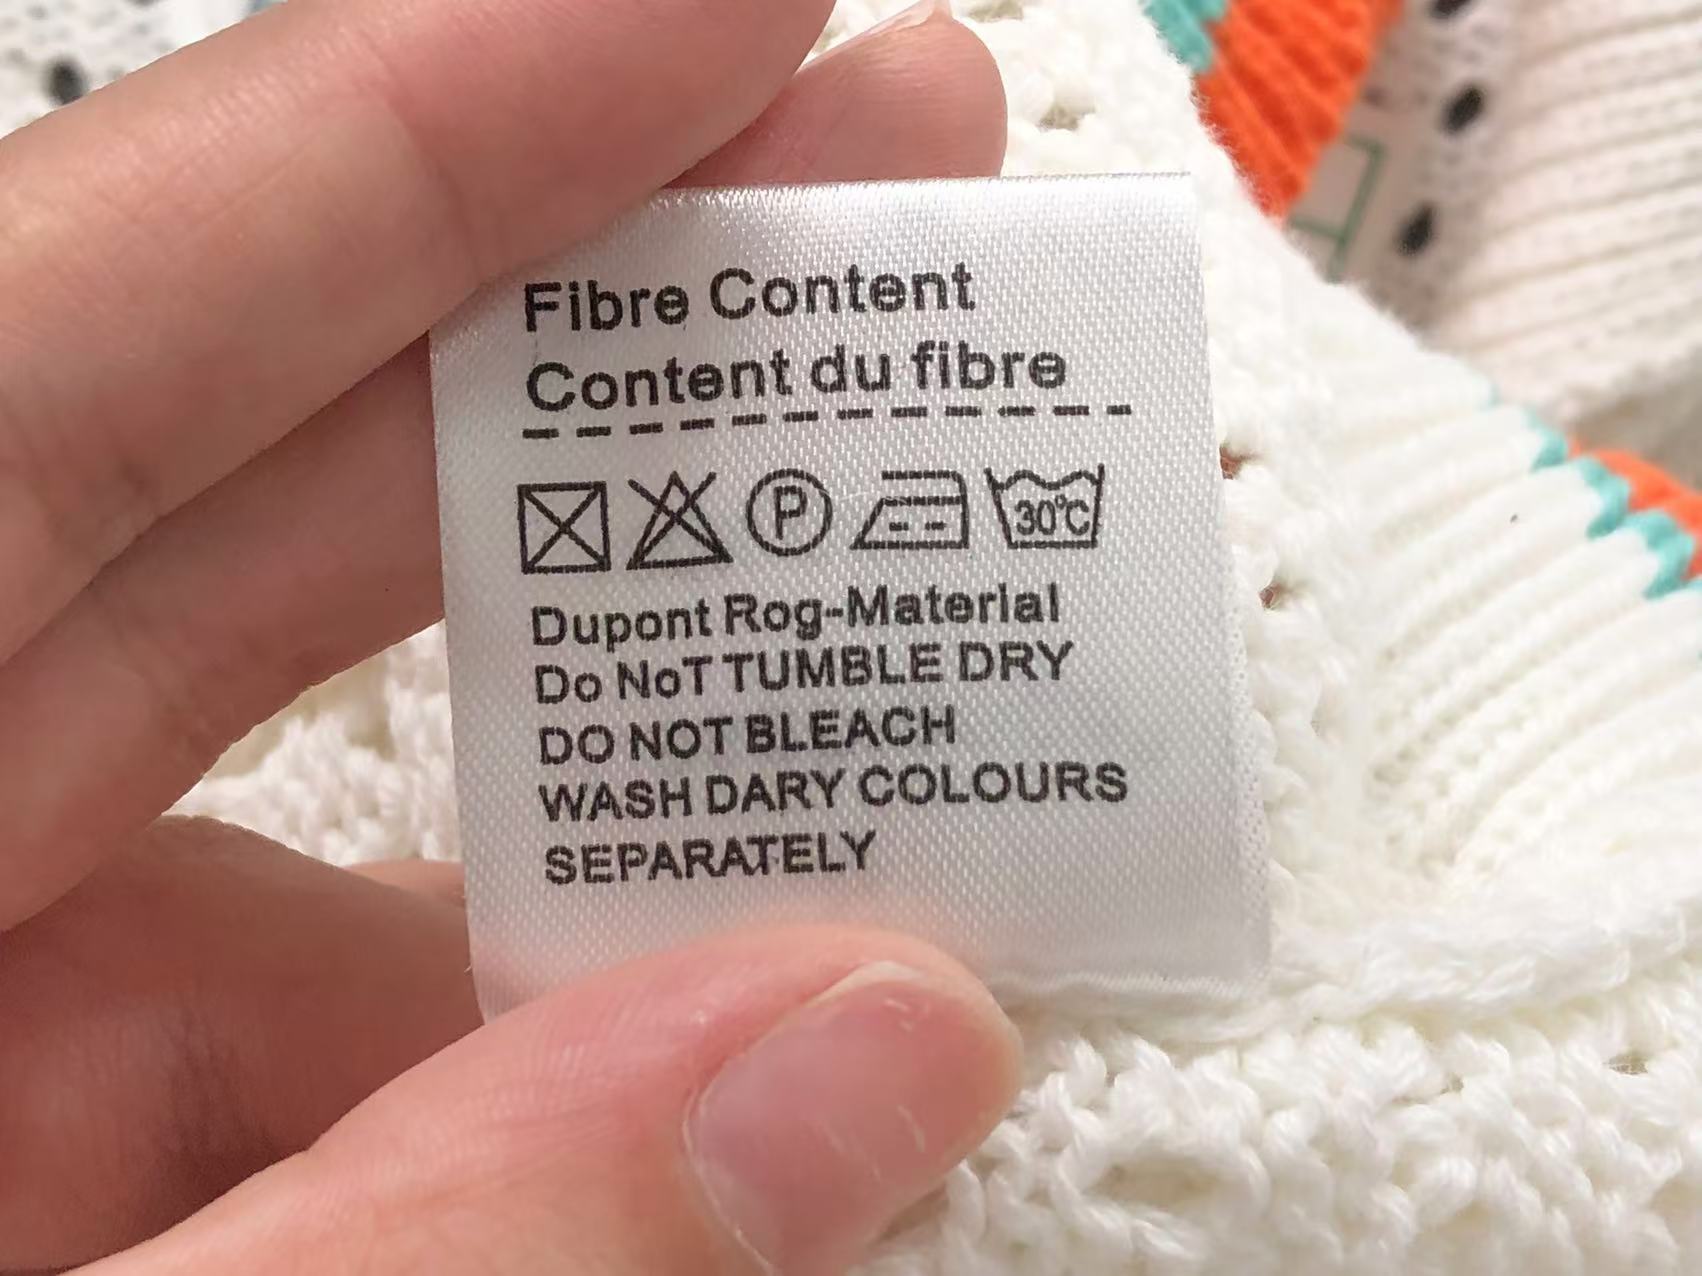 Fibre Content
Content du fibre
P 30℃
Dupont Rog-Material
Do NoT TUMBLE DRY
DO NOT BLEACH
WASH DARY COLOURS
SEPARATELY